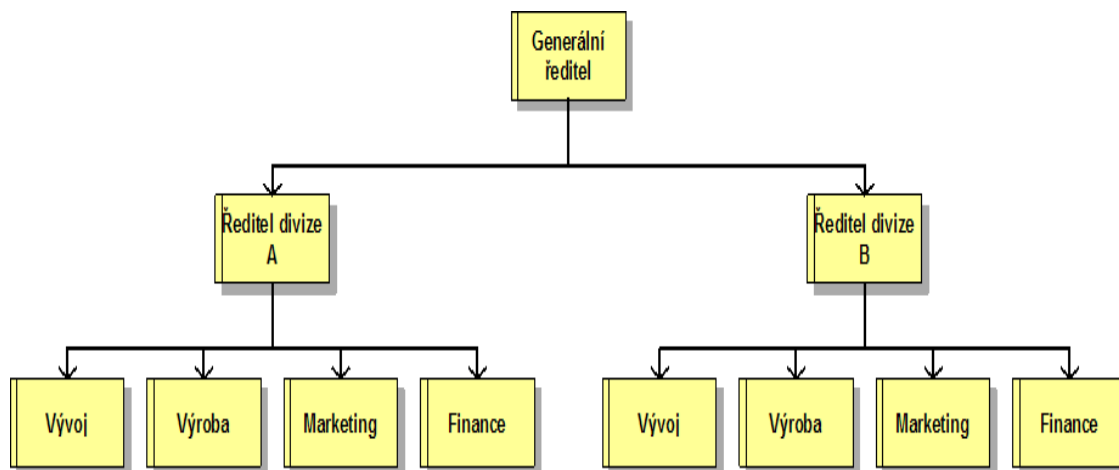 Generální
ředitel
Ředitel divize
A
Ředitel divize
B
Vývoj
Výroba
Marketing
Finance
Vývoj
Výroba
Marketing
Finance